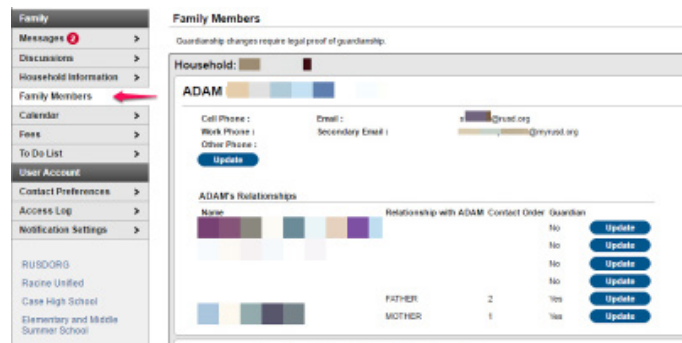 Family
Messages 2 >
Discussions >
Household Information >
Family Members
Calendar >
Fees >
To Do List >
User Account
Contact Preferences >
Access Log >
Notification Settings >
RUSDORG
Racine Unified
Case High School
Elementary and Middle
Summer School
Family Members
Guardianship changes require legal proof of guardianship.
Household:
ADAM
Cell Phone : Email : @rusd.org
Work Phone : Secondary Email : @myrusd.org
Other Phone :
Update
ADAM's Relationships
Name Relationship with ADAM Contact Order Guardian
No Update
No Update
No Update
No Update
FATHER 2 Yes Update
MOTHER 1 Yes Update